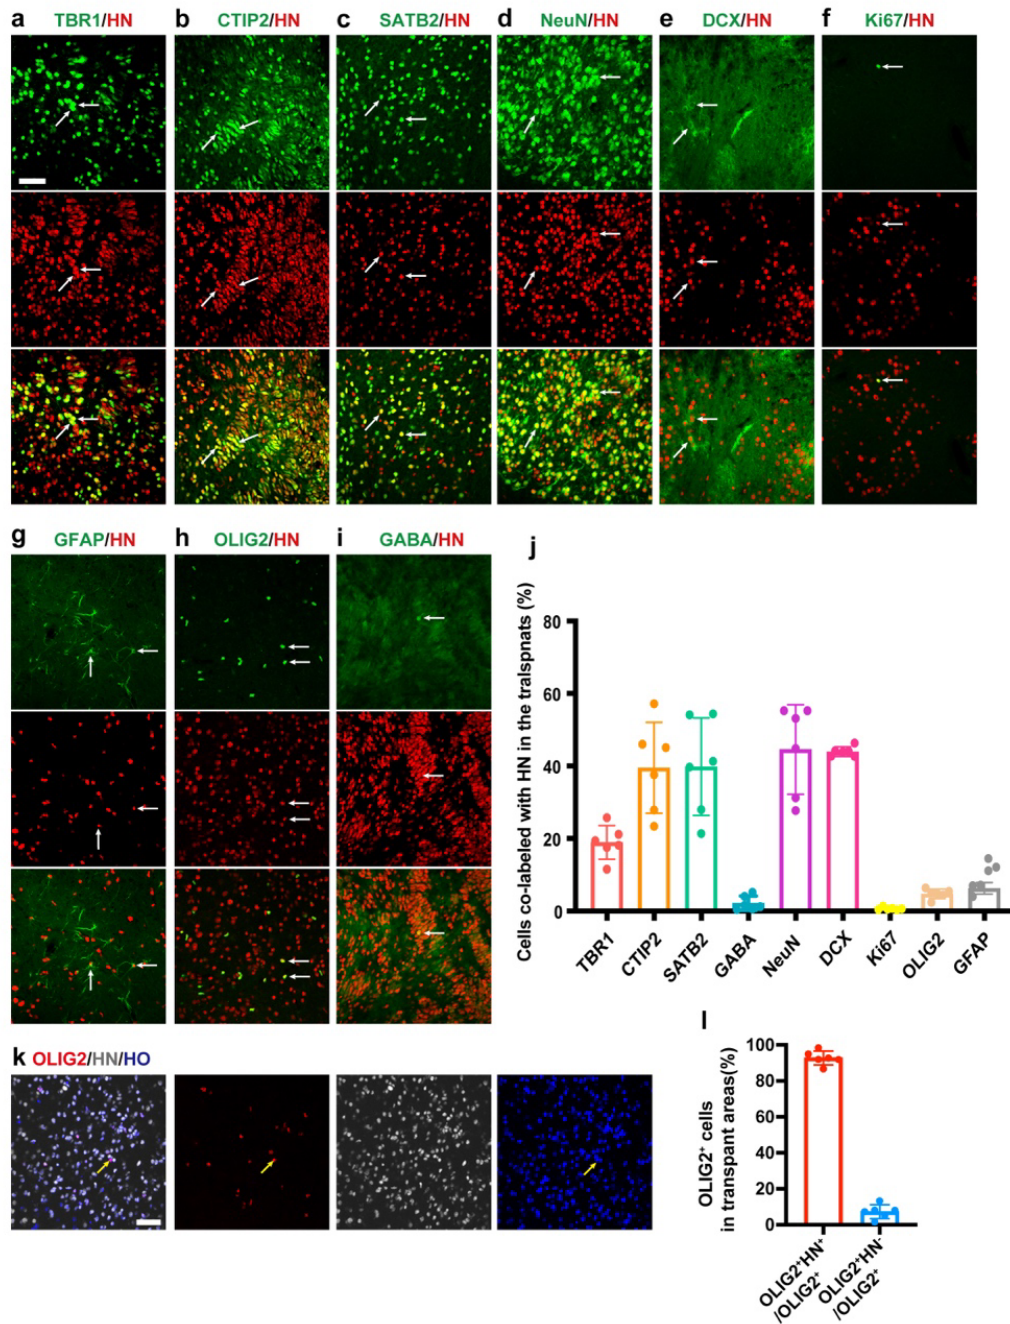 a TBR1/HN b CTIP2/HN c SATB2/HN d NeuN/HN e DCX/HN f Ki67/HN
g GFAP/HN h OLIG2/HN i GABA/HN j
Cells co-labeled with HN in the tralspnats (%)
80
60
40
20
0
TBR1 CTIP2 SATB2 GABA NeuN DCX Ki67 OLIG2 GFAP
k OLIG2/HN/HO
l
OLIG2⁺ cells
in transpant areas(%)
100
80
60
40
20
0
OLIG2⁺HN⁺
/OLIG2⁺
OLIG2⁺HN⁻
/OLIG2⁺